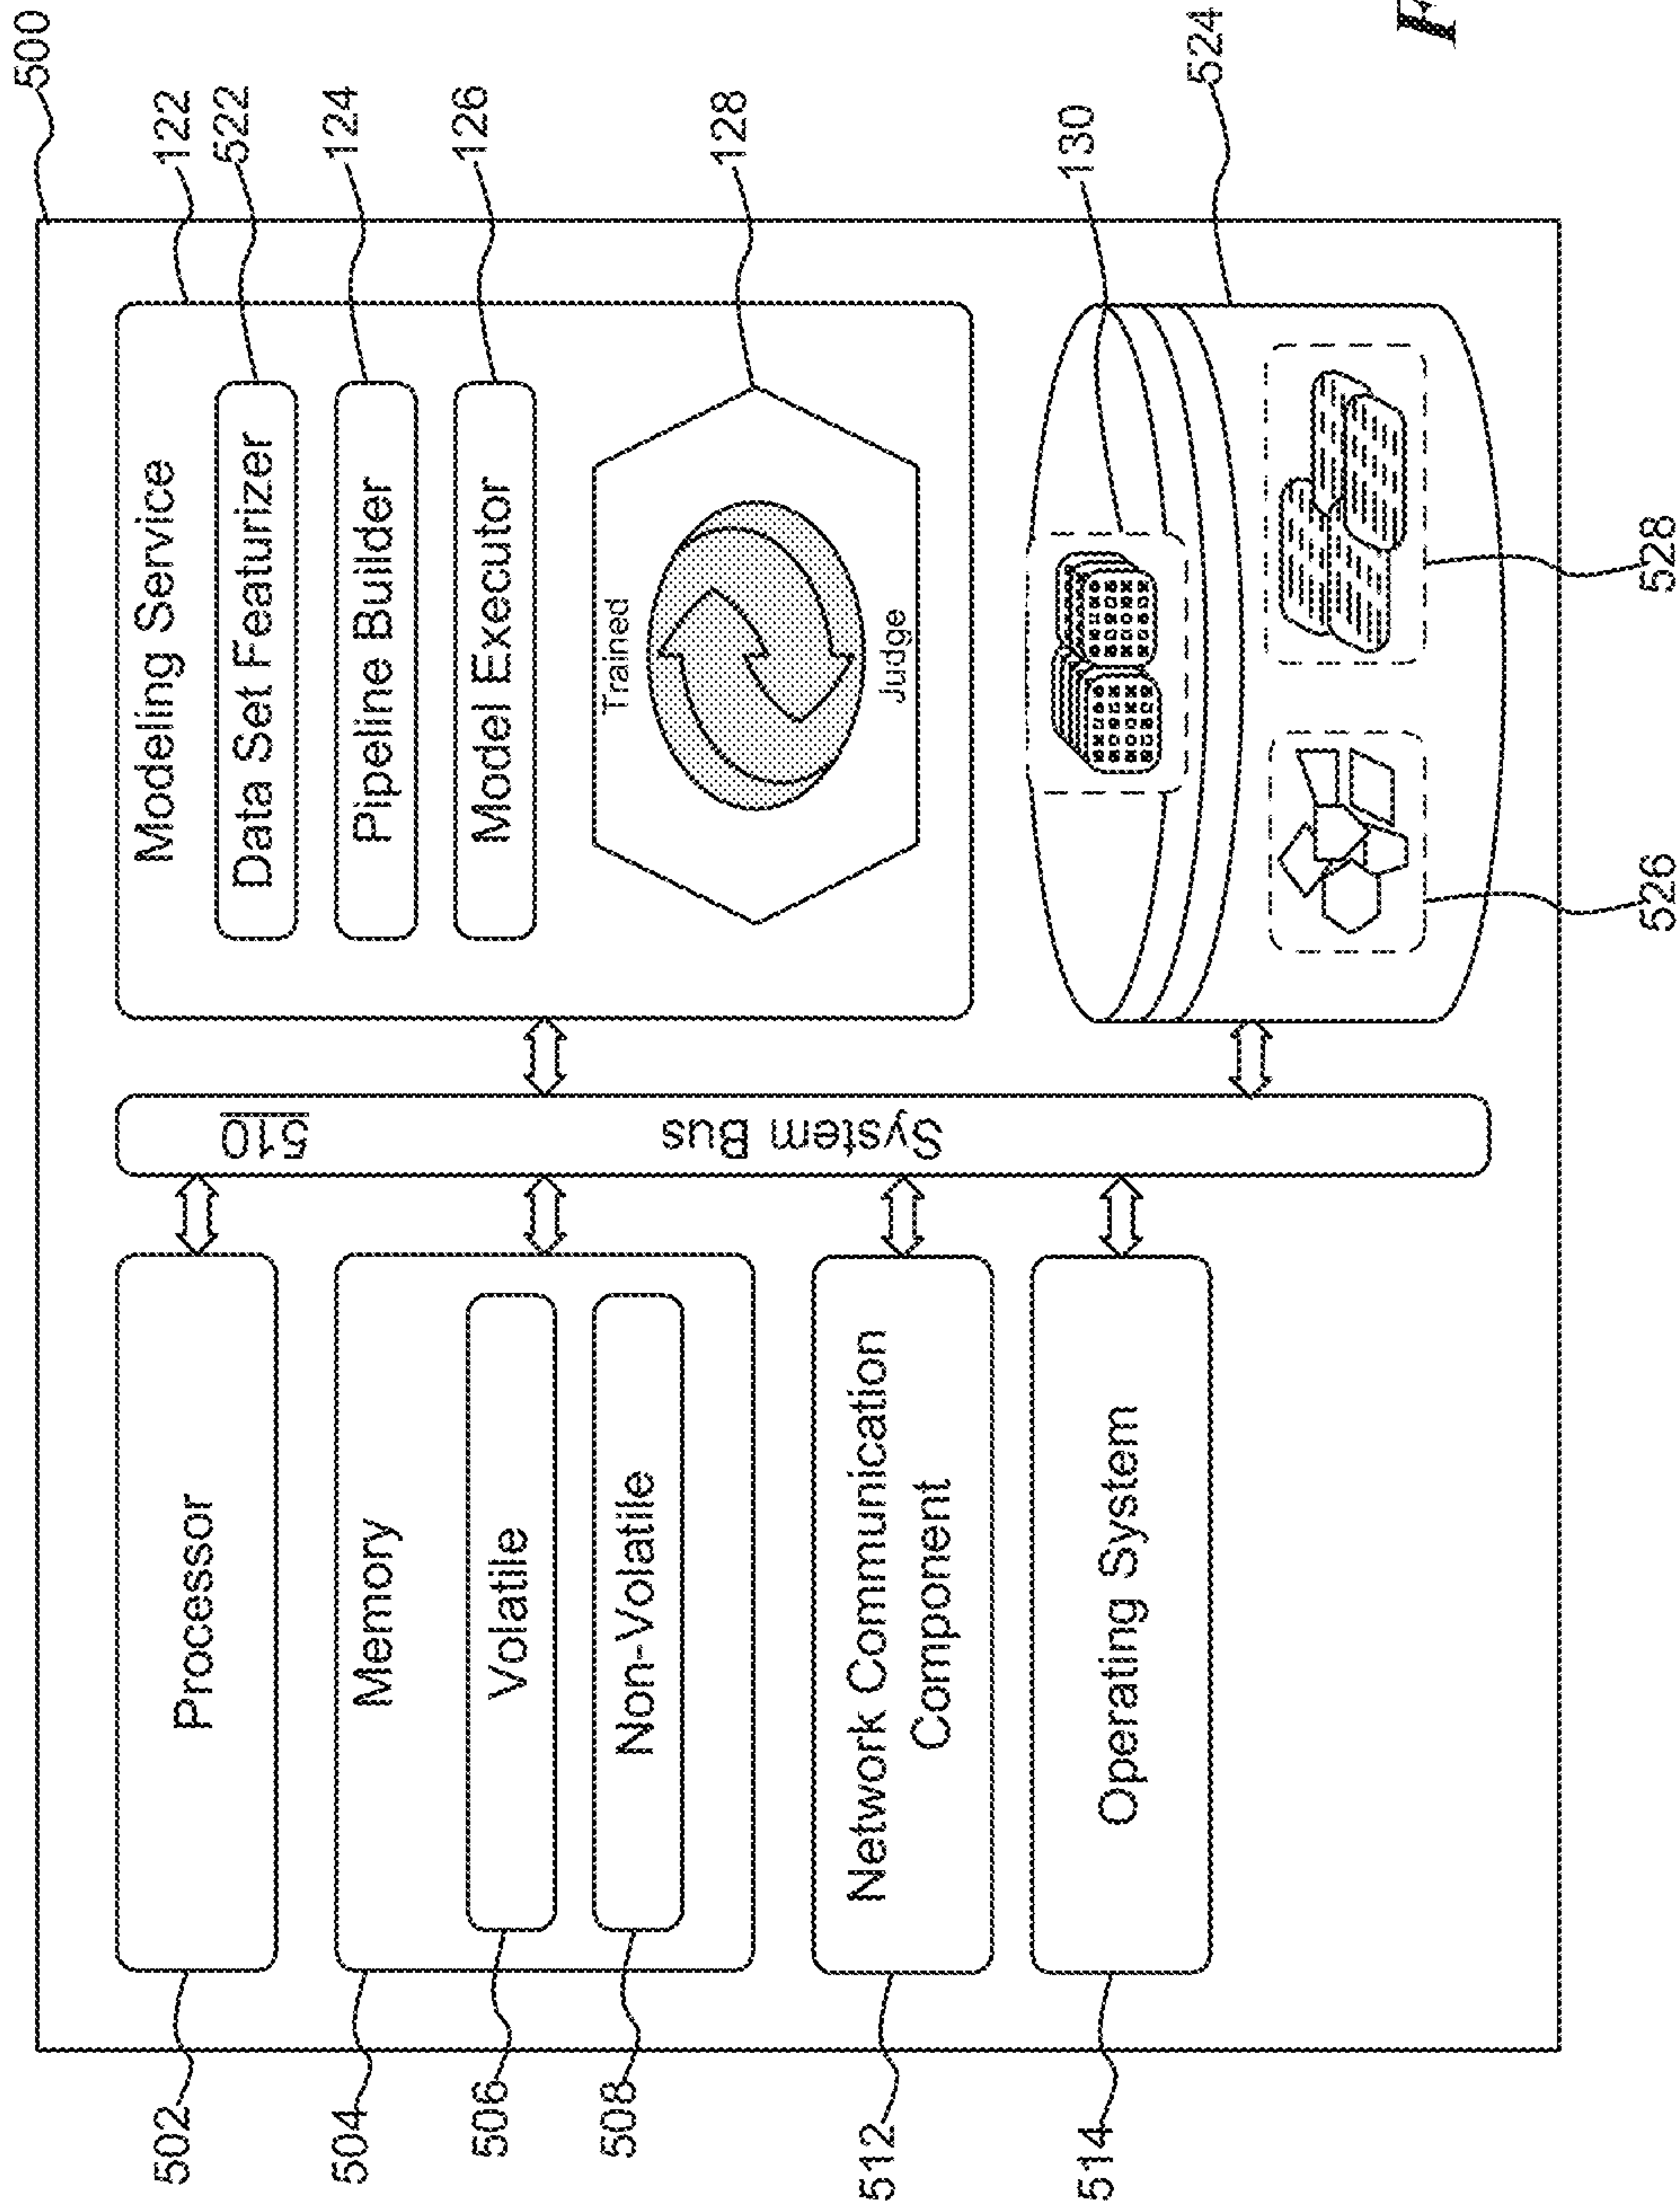 500
502
Processor
504
Memory
506
Volatile
508
Non-Volatile
512
Network Communication
Component
514
Operating System
510
System Bus
Modeling Service
122
Data Set Featurizer
522
Pipeline Builder
124
Model Executor
126
Trained
Judge
128
130
524
526
528